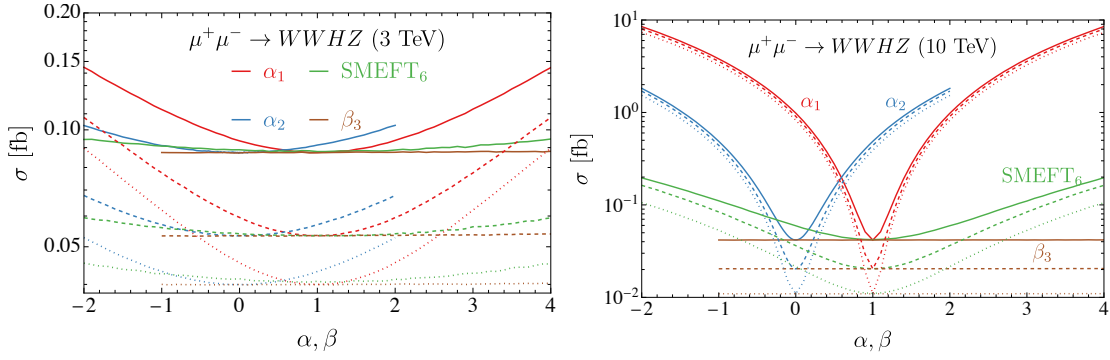 μ⁺μ⁻ → WWHZ (3 TeV)
α₁ SMEFT₆
α₂ β₃
σ [fb]
0.20
0.15
0.10
0.05
−2 −1 0 1 2 3 4
α, β
μ⁺μ⁻ → WWHZ (10 TeV)
α₁ α₂
SMEFT₆
β₃
σ [fb]
10¹
10⁰
10⁻¹
10⁻²
−2 −1 0 1 2 3 4
α, β